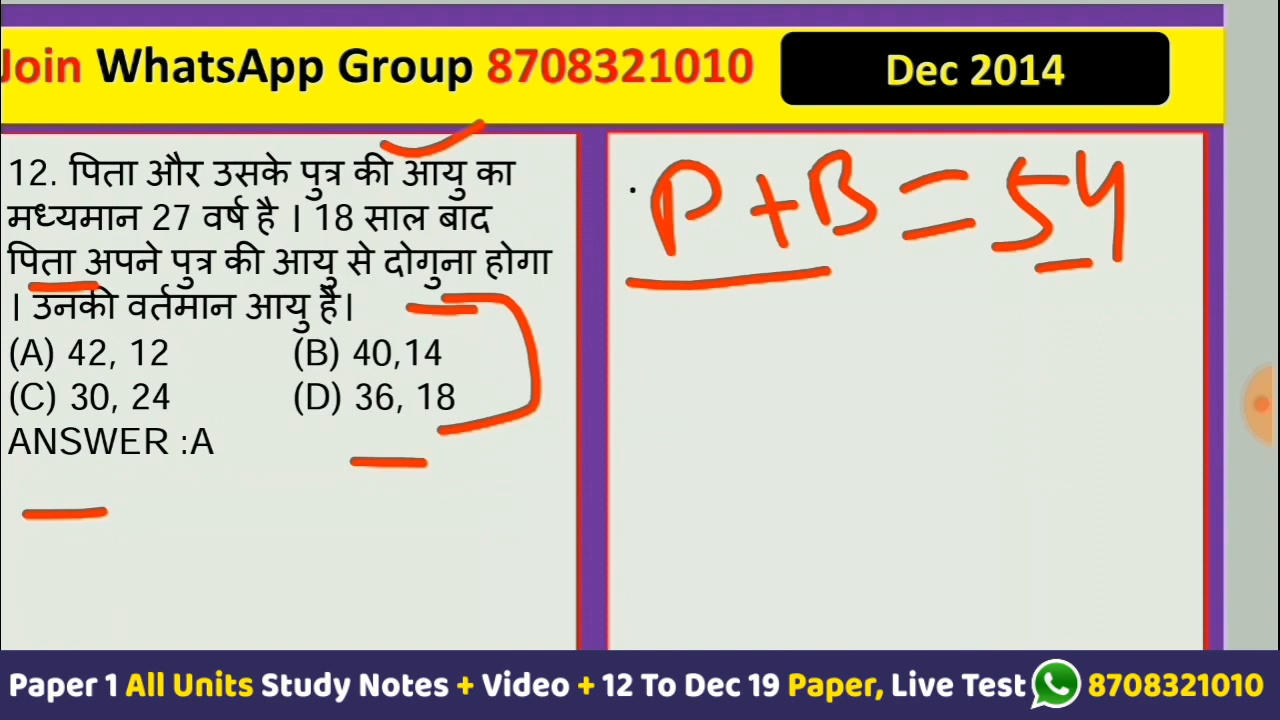 Join WhatsApp Group 8708321010
Dec 2014
12. पिता और उसके पुत्र की आयु का
मध्यमान 27 वर्ष है । 18 साल बाद
पिता अपने पुत्र की आयु से दोगुना होगा
। उनकी वर्तमान आयु है।
(A) 42, 12 (B) 40,14
(C) 30, 24 (D) 36, 18
ANSWER :A
P+B=54
Paper 1 All Units Study Notes + Video + 12 To Dec 19 Paper, Live Test 8708321010